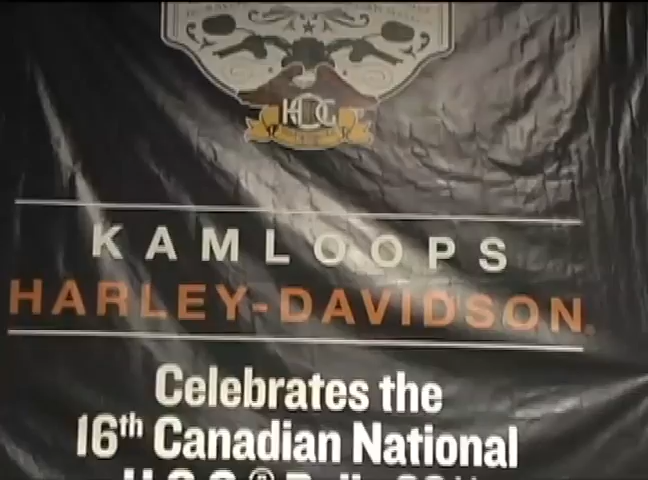 KAMLOOPS
HARLEY-DAVIDSON
Celebrates the
16th Canadian National